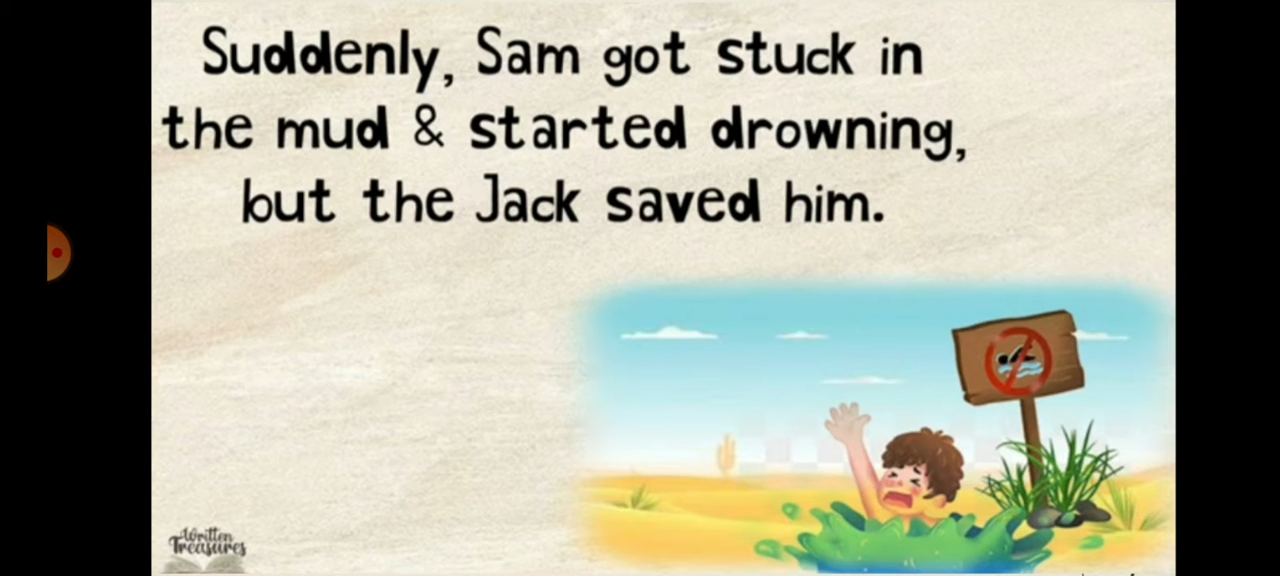 Suddenly, Sam got stuck in
the mud & started drowning,
but the Jack saved him.
Written
Treasures